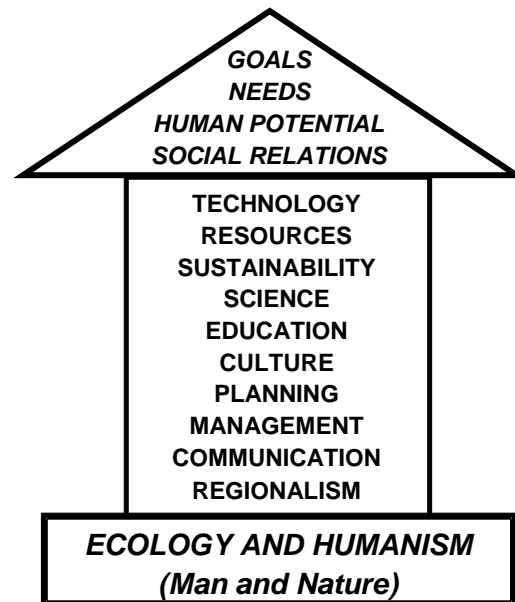 GOALS
NEEDS
HUMAN POTENTIAL
SOCIAL RELATIONS
TECHNOLOGY
RESOURCES
SUSTAINABILITY
SCIENCE
EDUCATION
CULTURE
PLANNING
MANAGEMENT
COMMUNICATION
REGIONALISM
ECOLOGY AND HUMANISM
(Man and Nature)